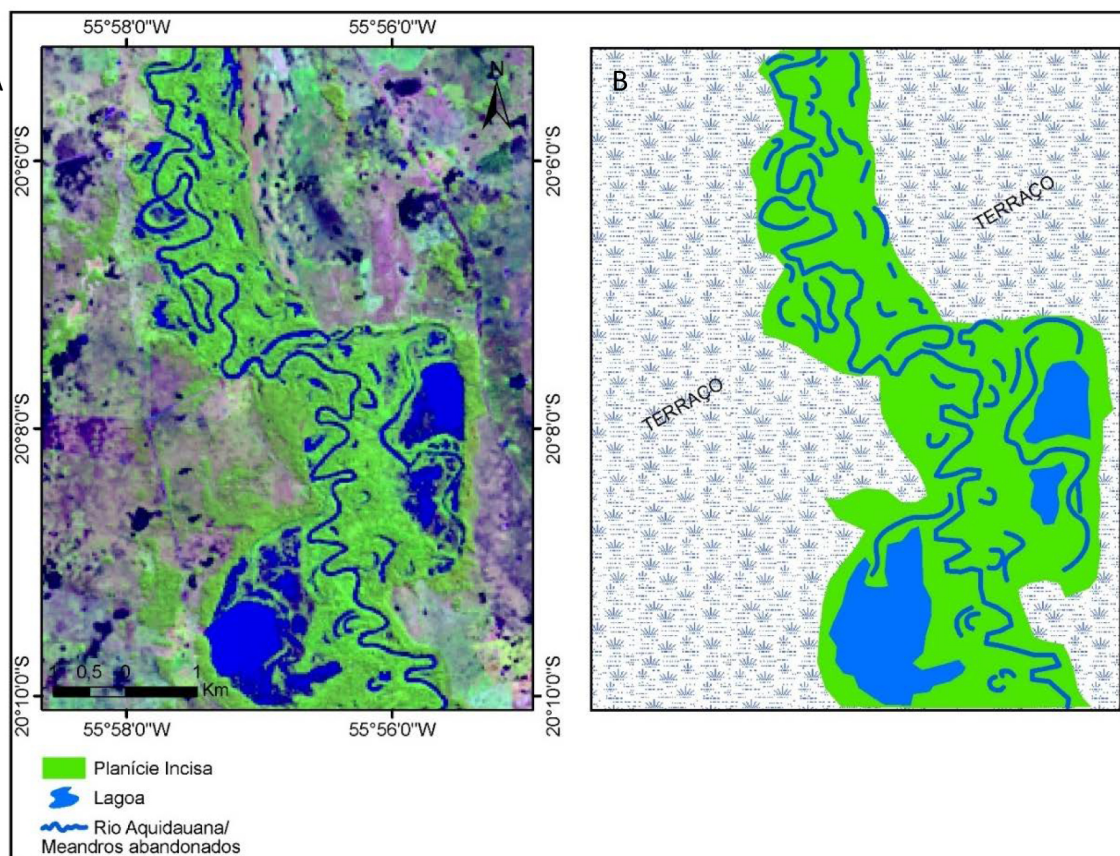 55°58'0"W
55°56'0"W
A
N
B
20°6'0"S
20°6'0"S
TERRAÇO
20°8'0"S
20°8'0"S
TERRAÇO
1 0,5 0 1
Km
20°10'0"S
20°10'0"S
55°58'0"W
55°56'0"W
Planície Incisa
Lagoa
Rio Aquidauana/
Meandros abandonados